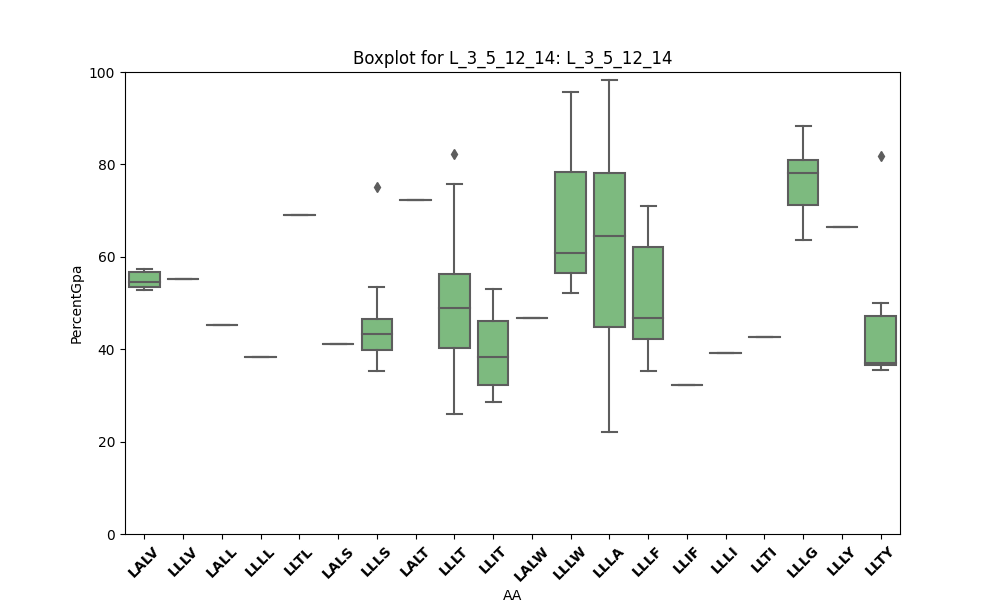 Boxplot for L_3_5_12_14: L_3_5_12_14
100
80
60
40
20
0
PercentGpa
LALV LLLV LALL LLLL LLTL LALS LLLS LALT LLLT LLIT LALW LLLW LLLA LLLF LLIF LLLI LLTI LLLG LLLY LLTY
AA